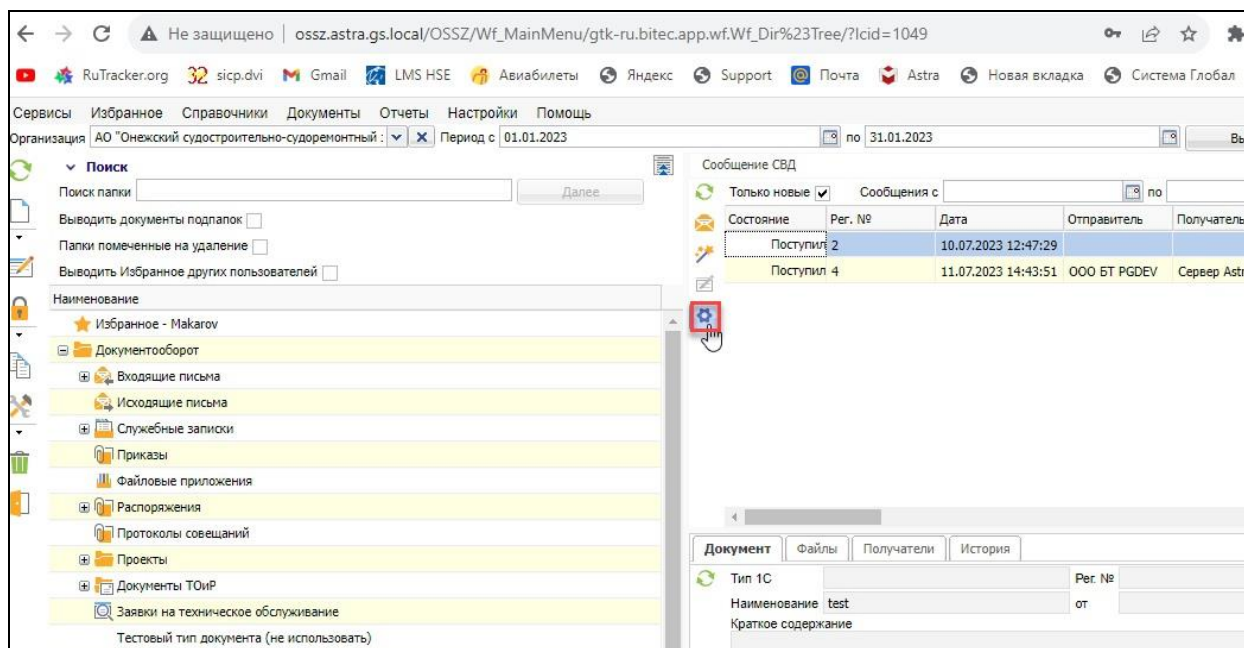 Не защищено | ossz.astra.gs.local/OSSZ/Wf_MainMenu/gtk-ru.bitec.app.wf.Wf_Dir%23Tree/?lcid=1049
RuTracker.org 32 sicp.dvi Gmail LMS HSE Авиабилеты Яндекс Support Почта Astra Новая вкладка Система Глобал
Сервисы Избранное Справочники Документы Отчеты Настройки Помощь
Организация АО "Онежский судостроительно-судоремонтный : Период с 01.01.2023 по 31.01.2023 Вы
Поиск
Сообщение СВД
Поиск папки Далее
Только новые Сообщения с по
Выводить документы подпапок
Состояние Рег. № Дата Отправитель Получатель
Папки помеченные на удаление
Поступил 2 10.07.2023 12:47:29
Выводить Избранное других пользователей
Поступил 4 11.07.2023 14:43:51 ООО БТ PGDEV Сервер Astr
Наименование
Избранное - Makarov
Документооборот
Входящие письма
Исходящие письма
Служебные записки
Приказы
Файловые приложения
Распоряжения
Протоколы совещаний
Проекты
Документы ТОиР
Заявки на техническое обслуживание
Тестовый тип документа (не использовать)
Документ Файлы Получатели История
Тип 1С Рег. №
Наименование test от
Краткое содержание